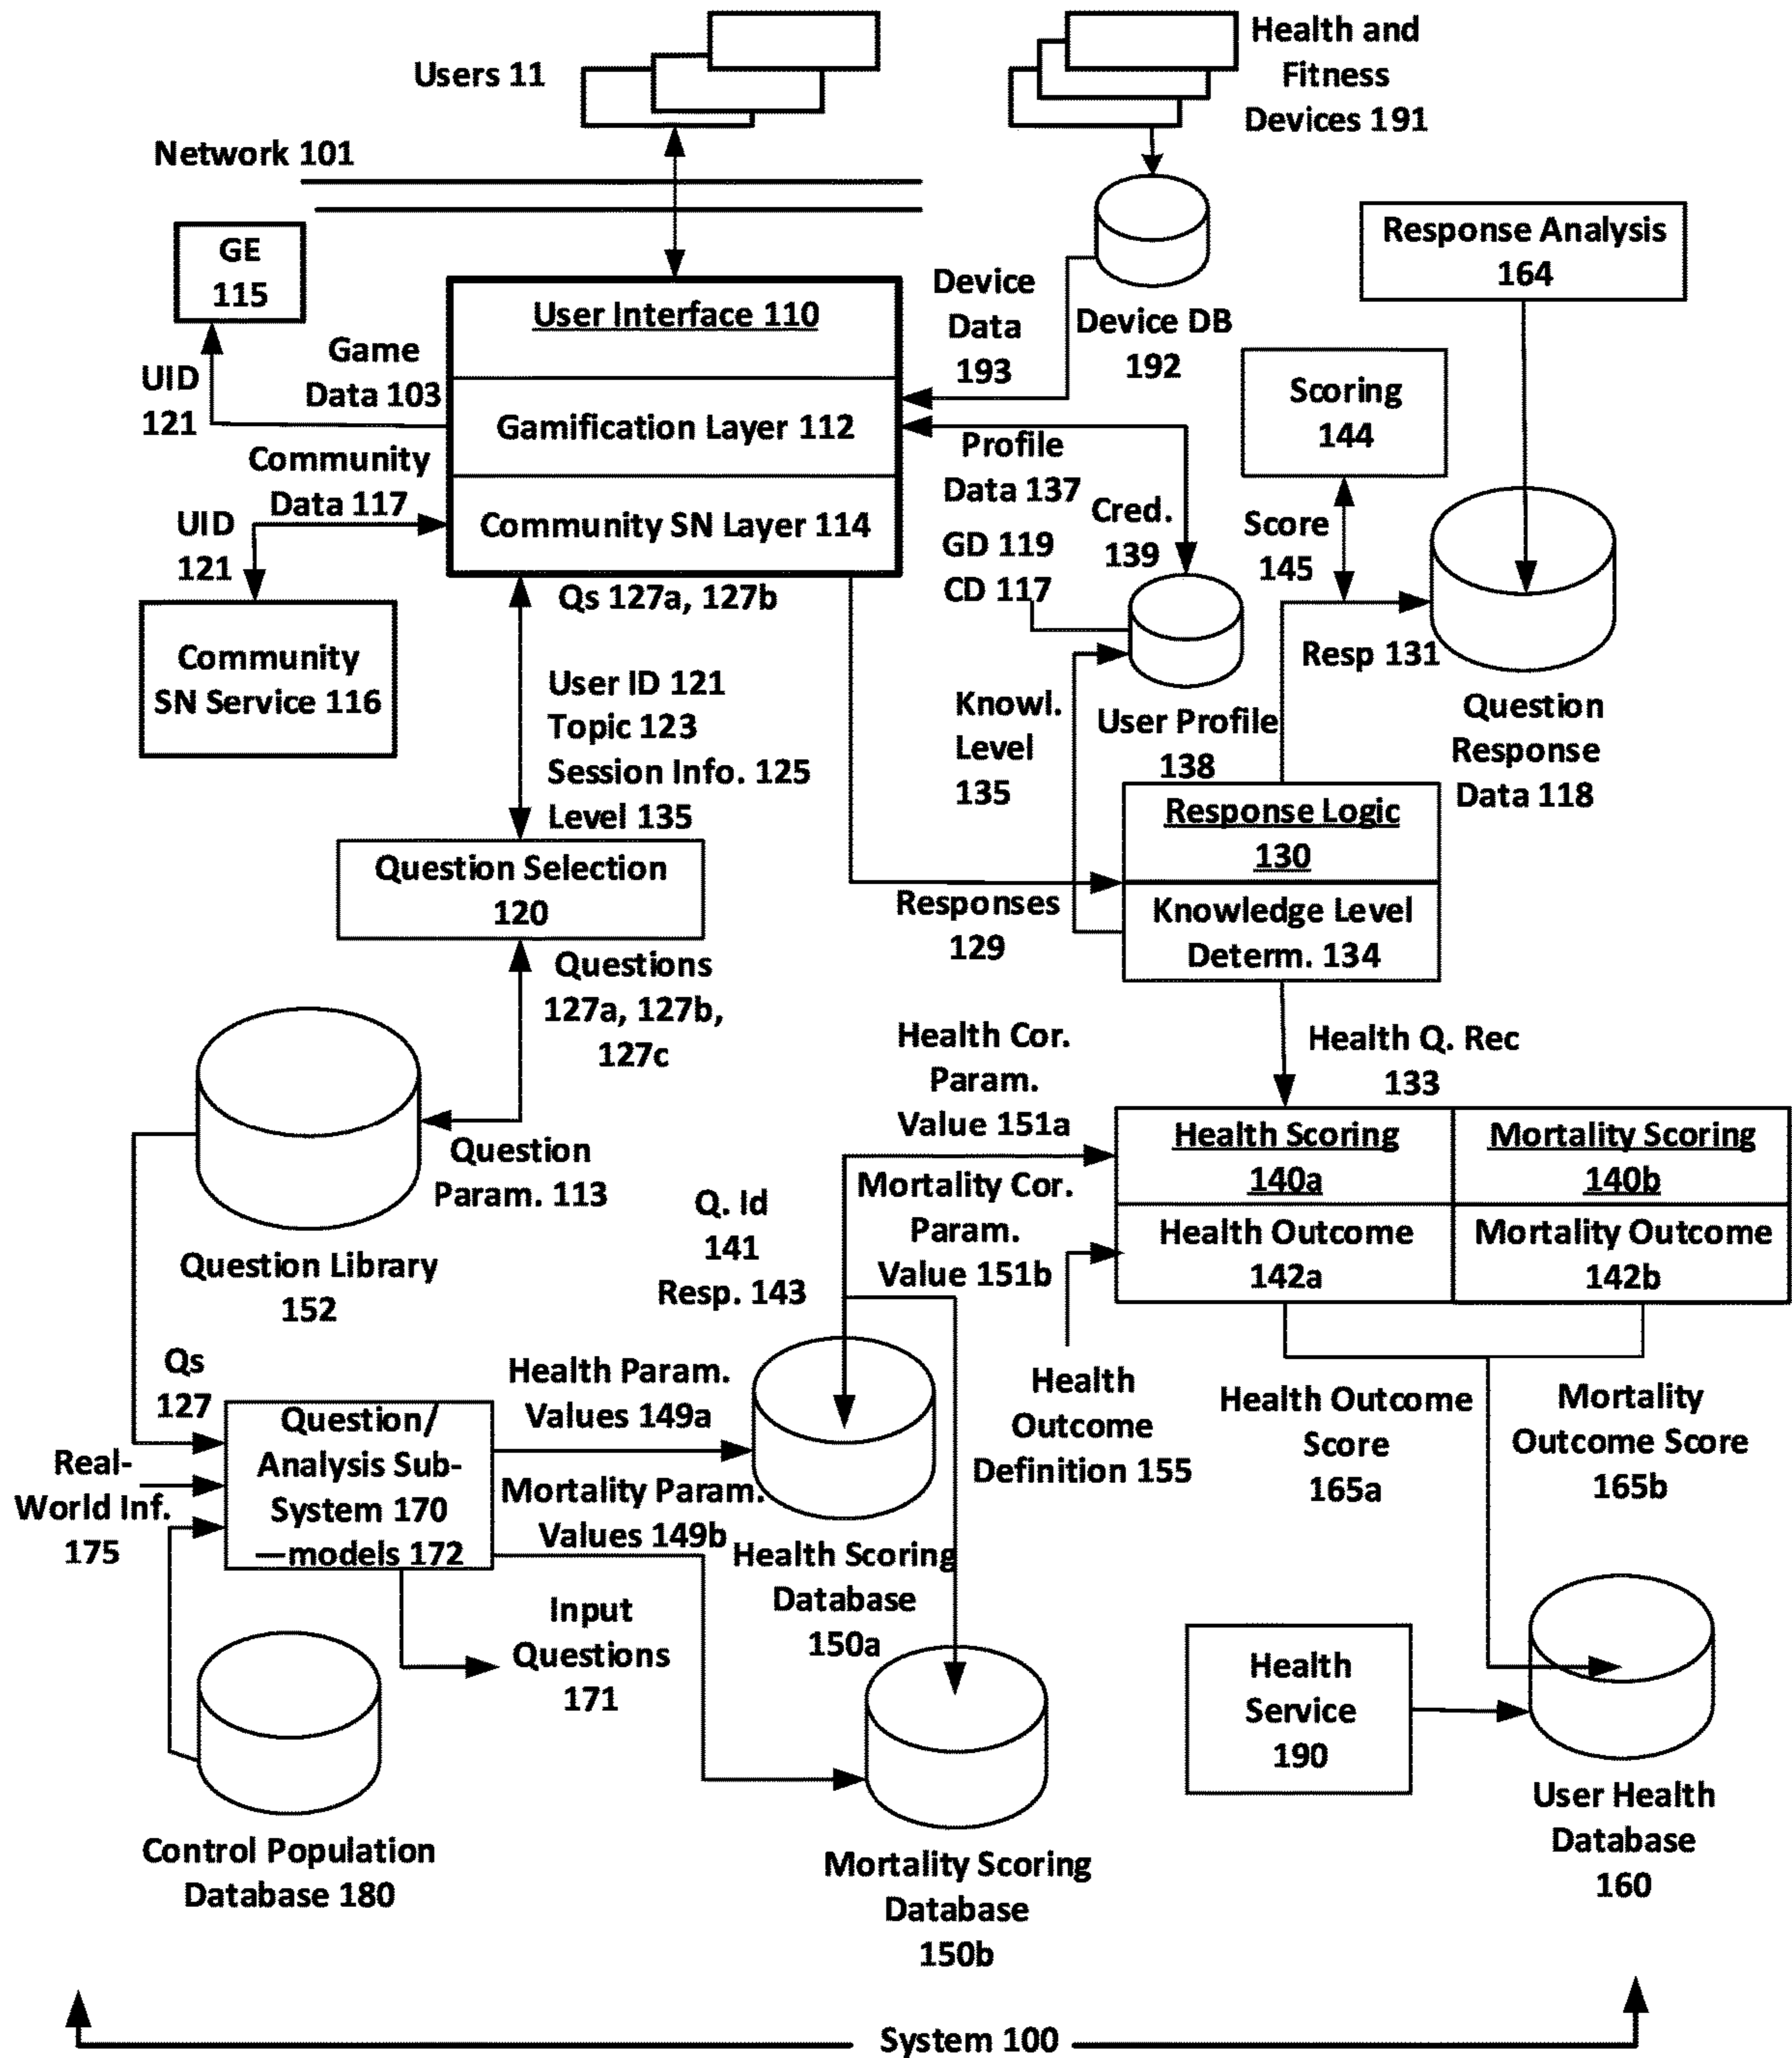 Users 11
Health and
Fitness
Devices 191
Network 101
GE
115
Response Analysis
164
User Interface 110
Device
Data
193
Device DB
192
Game
Data 103
UID
121
Scoring
144
Gamification Layer 112
Profile
Data 137
Community
Data 117
UID
121
Community SN Layer 114
Cred.
139
GD 119
CD 117
Score
145
Qs 127a, 127b
Community
SN Service 116
Resp 131
User ID 121
Topic 123
Session Info. 125
Level 135
Knowl.
Level
135
User Profile
138
Question
Response
Data 118
Response Logic
130
Question Selection
120
Responses
129
Knowledge Level
Determ. 134
Questions
127a, 127b,
127c
Health Cor.
Param.
Value 151a
Health Q. Rec
133
Question
Param. 113
Health Scoring
140a
Mortality Scoring
140b
Q. Id
141
Resp. 143
Mortality Cor.
Param.
Value 151b
Health Outcome
142a
Mortality Outcome
142b
Question Library
152
Qs
127
Health Param.
Values 149a
Health
Outcome
Definition 155
Health Outcome
Score
165a
Mortality
Outcome Score
165b
Question/
Analysis Sub-
System 170
—models 172
Real-
World Inf.
175
Mortality Param.
Values 149b
Health Scoring
Database
150a
Input
Questions
171
Health
Service
190
User Health
Database
160
Control Population
Database 180
Mortality Scoring
Database
150b
System 100